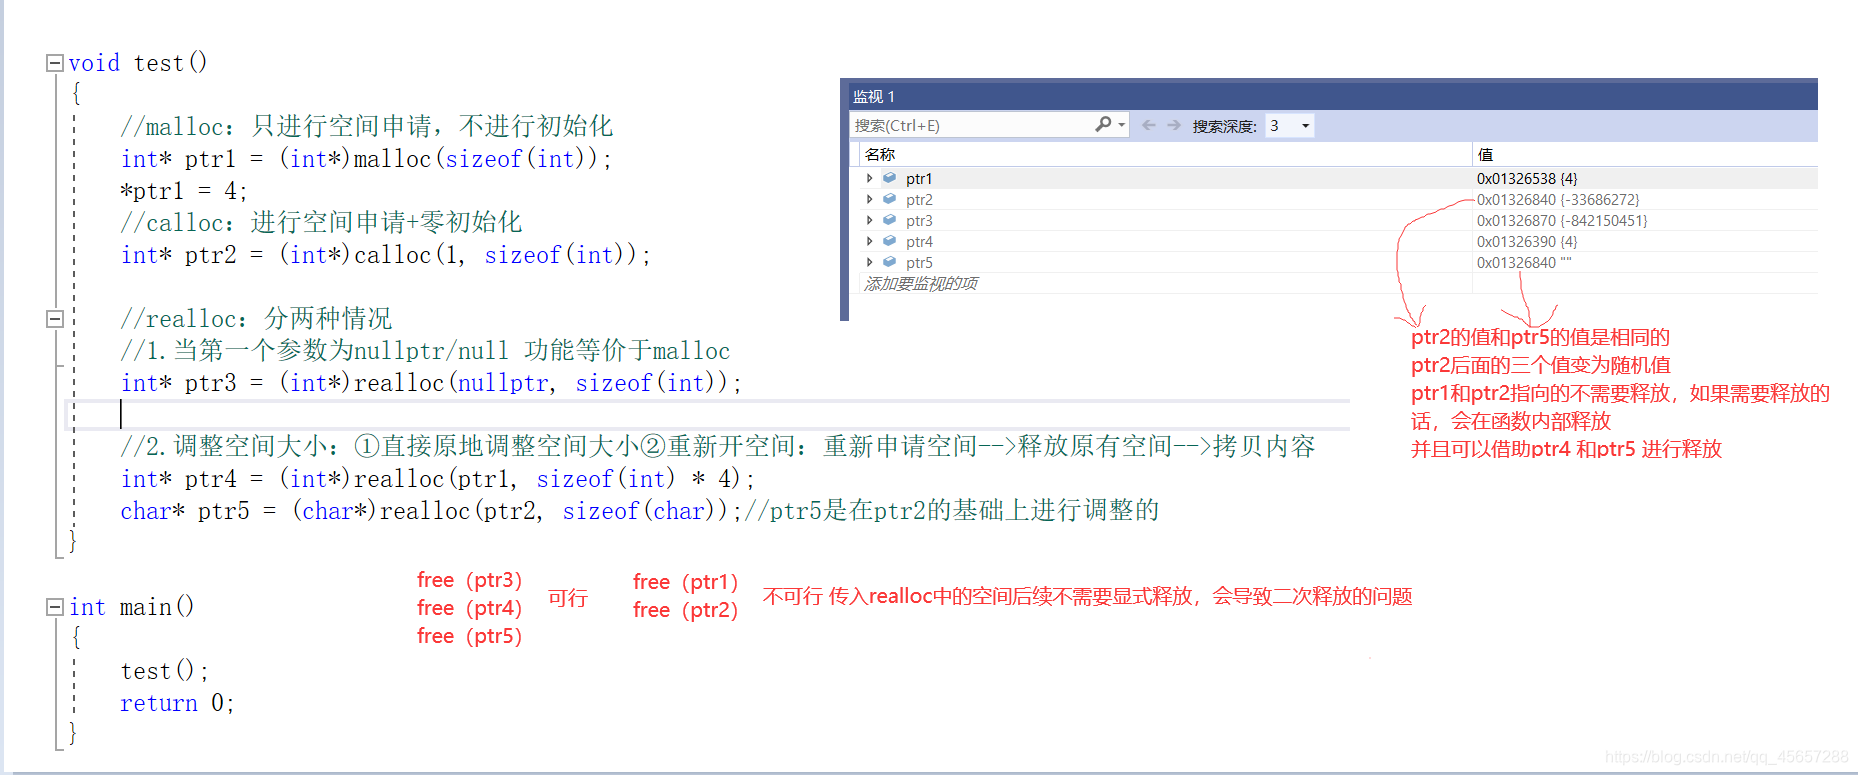 void test()
{
//malloc：只进行空间申请，不进行初始化
int* ptr1 = (int*)malloc(sizeof(int));
*ptr1 = 4;
//calloc：进行空间申请+零初始化
int* ptr2 = (int*)calloc(1, sizeof(int));
//realloc：分两种情况
//1.当第一个参数为nullptr/null 功能等价于malloc
int* ptr3 = (int*)realloc(nullptr, sizeof(int));
//2.调整空间大小：①直接原地调整空间大小②重新开空间：重新申请空间-->释放原有空间-->拷贝内容
int* ptr4 = (int*)realloc(ptr1, sizeof(int) * 4);
char* ptr5 = (char*)realloc(ptr2, sizeof(char));//ptr5是在ptr2的基础上进行调整的
}
int main()
{
test();
return 0;
}
监视 1
搜索(Ctrl+E) 搜索深度: 3
名称 值
ptr1 0x01326538 {4}
ptr2 0x01326840 {-33686272}
ptr3 0x01326870 {-842150451}
ptr4 0x01326390 {4}
ptr5 0x01326840 ""
添加要监视的项
ptr2的值和ptr5的值是相同的
ptr2后面的三个值变为随机值
ptr1和ptr2指向的不需要释放，如果需要释放的
话，会在函数内部释放
并且可以借助ptr4 和ptr5 进行释放
free（ptr3）
free（ptr4）
free（ptr5）
可行
free（ptr1）
free（ptr2）
不可行 传入realloc中的空间后续不需要显式释放，会导致二次释放的问题
https://blog.csdn.net/qq_45657288